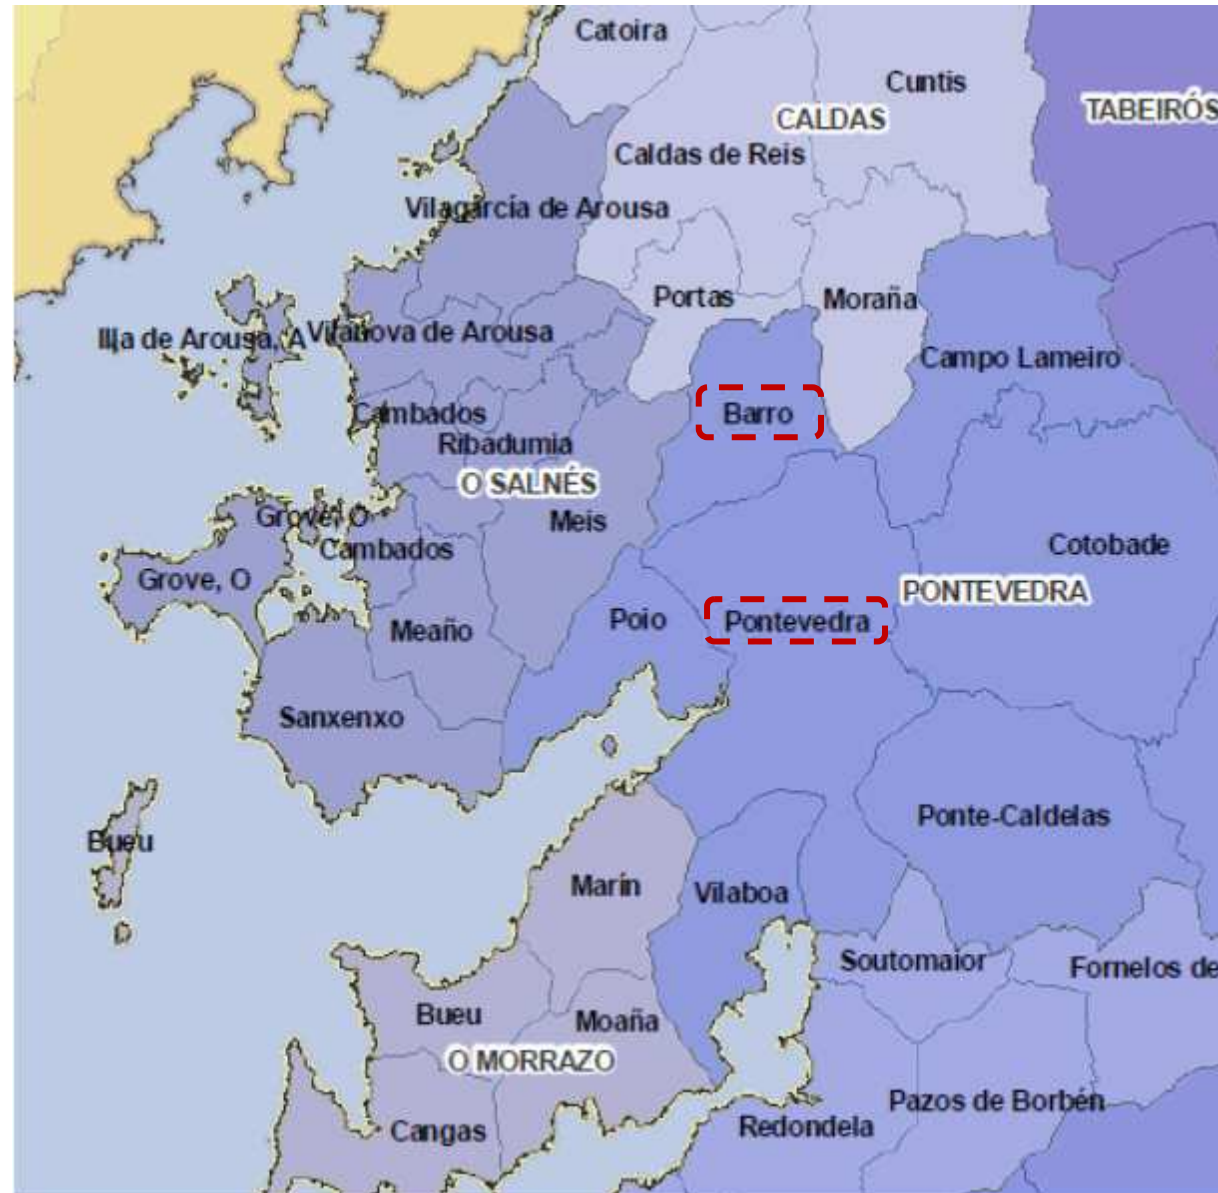 Catoira
Cuntis
TABEIRÓS
CALDAS
Caldas de Reis
Vilagarcía de Arousa
Portas
Moraña
Illa de Arousa, A
Vilanova de Arousa
Campo Lameiro
Cambados
Barro
Ribadumia
O SALNÉS
Grove, O
Meis
Cambados
Cotobade
Grove, O
PONTEVEDRA
Poio
Pontevedra
Meaño
Sanxenxo
Bueu
Ponte-Caldelas
Marín
Vilaboa
Soutomaior
Fornelos de
Bueu
Moaña
O MORRAZO
Pazos de Borbén
Cangas
Redondela